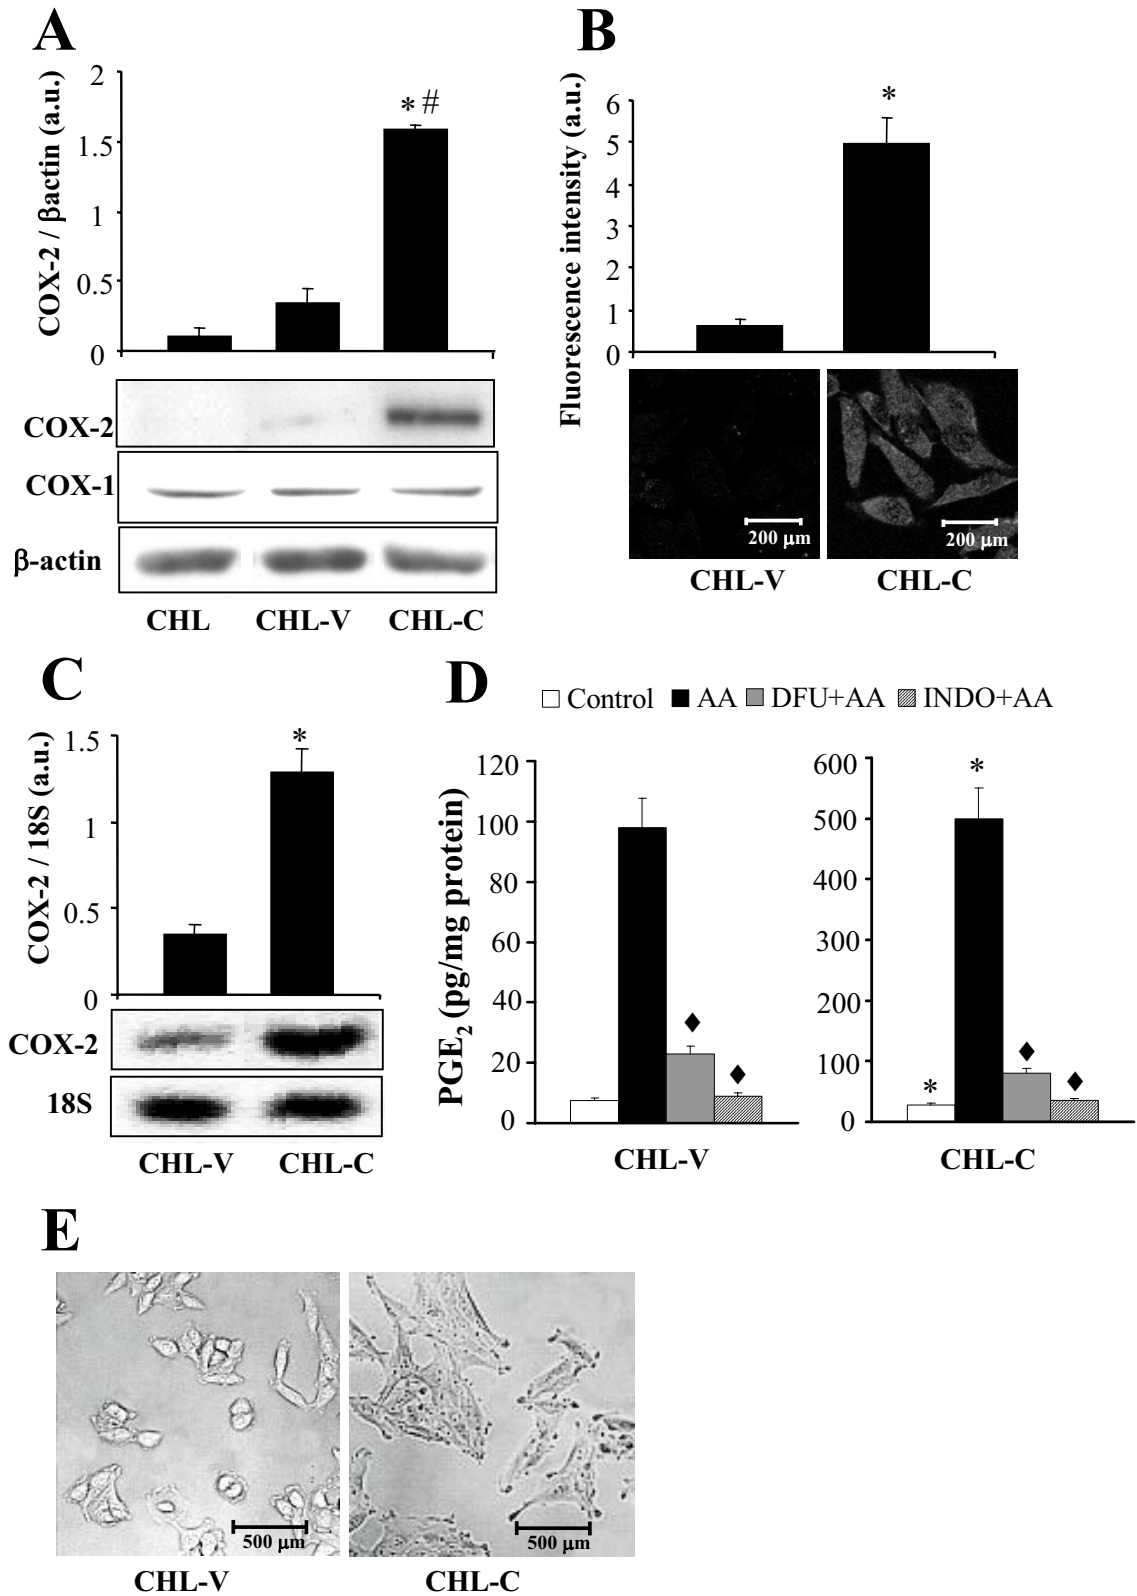 A
COX-2 / βactin (a.u.)
2
1.5
1
0.5
0
* #
COX-2
COX-1
β-actin
CHL CHL-V CHL-C
B
Fluorescence intensity (a.u.)
6
5
4
3
2
1
0
*
200 μm 200 μm
CHL-V CHL-C
C
COX-2 / 18S (a.u.)
1.5
1
0.5
0
*
COX-2
18S
CHL-V CHL-C
D
Control AA DFU+AA INDO+AA
PGE₂ (pg/mg protein)
120
100
80
60
40
20
0
♦ ♦
CHL-V
600
500
400
300
200
100
0
* * ♦ ♦
CHL-C
E
500 μm 500 μm
CHL-V CHL-C